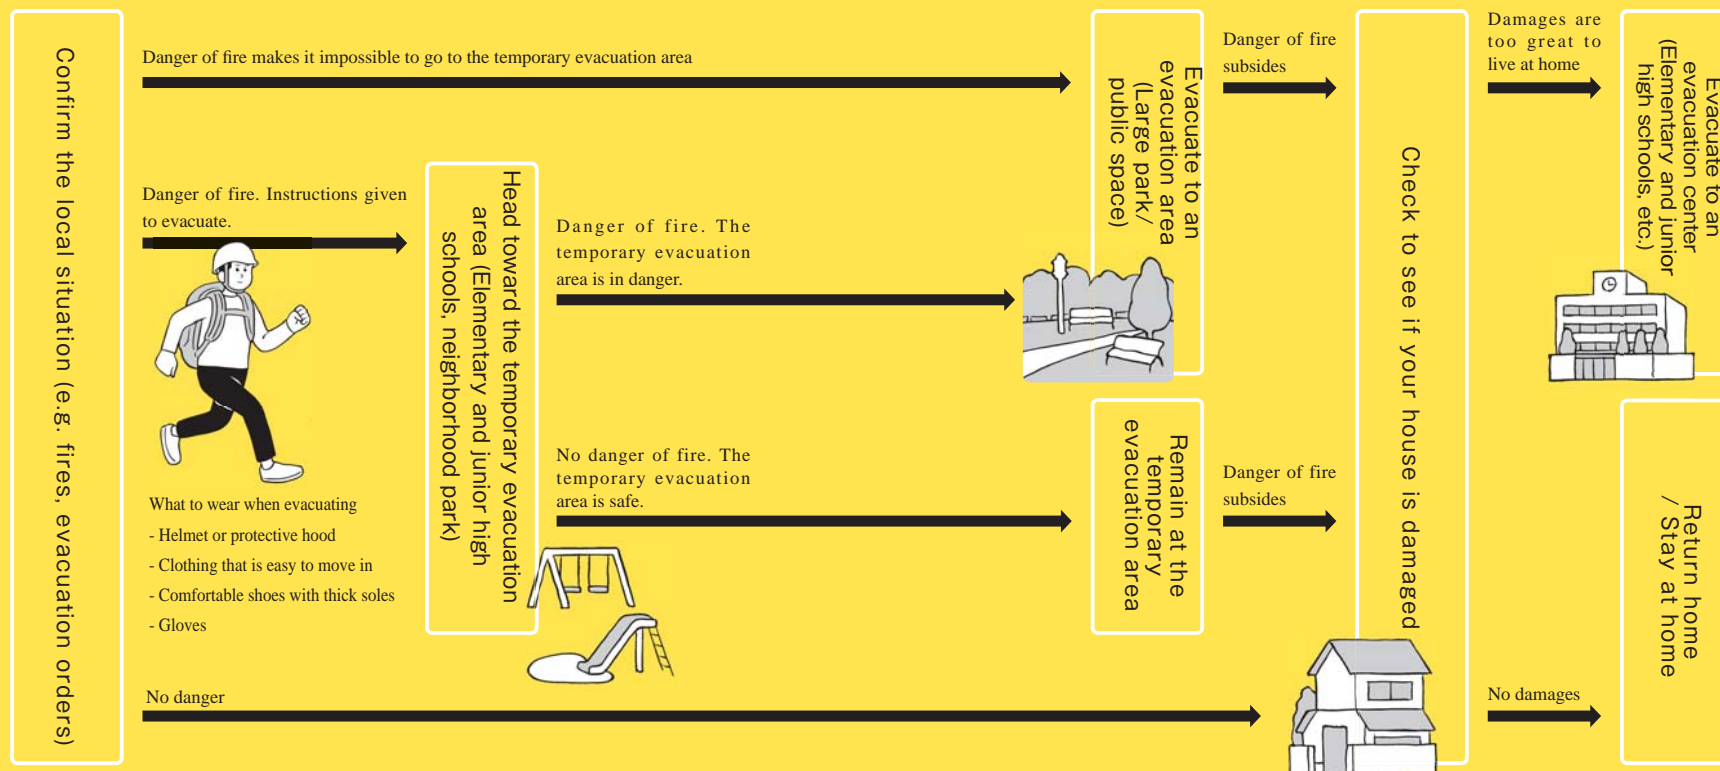 Confirm the local situation (e.g. fires, evacuation orders)
Danger of fire makes it impossible to go to the temporary evacuation area
Danger of fire. Instructions given
to evacuate.
What to wear when evacuating
- Helmet or protective hood
- Clothing that is easy to move in
- Comfortable shoes with thick soles
- Gloves
No danger
Head toward the temporary evacuation
area (Elementary and junior high
schools, neighborhood park)
Danger of fire. The
temporary evacuation
area is in danger.
No danger of fire. The
temporary evacuation
area is safe.
Evacuate to an
evacuation area
(Large park/
public space)
Remain at the
temporary
evacuation area
Danger of fire
subsides
Danger of fire
subsides
Check to see if your house is damaged
Damages are
too great to
live at home
No damages
Evacuate to an
evacuation center
(Elementary and junior
high schools, etc.)
Return home
/ Stay at home